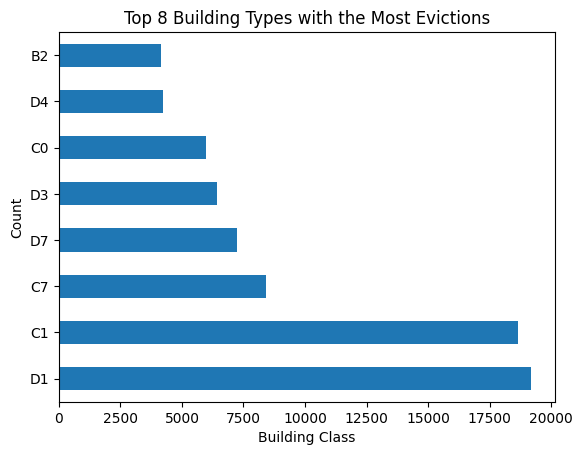 Top 8 Building Types with the Most Evictions
B2
D4
C0
D3
D7
C7
C1
D1
Count
0 2500 5000 7500 10000 12500 15000 17500 20000
Building Class